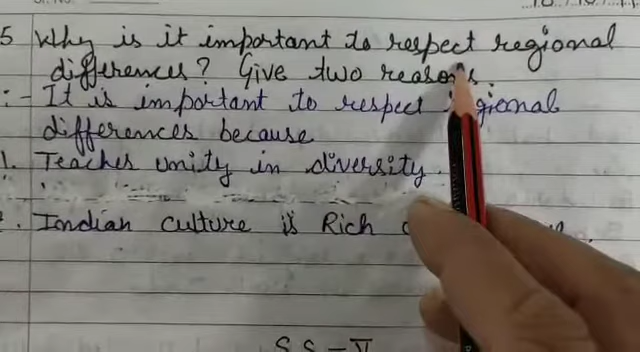 5 Why is it important to respect regional
differences? Give two reasons.
:- It is important to respect regional
differences because
1. Teaches unity in diversity.
2. Indian culture is Rich
S.S - V